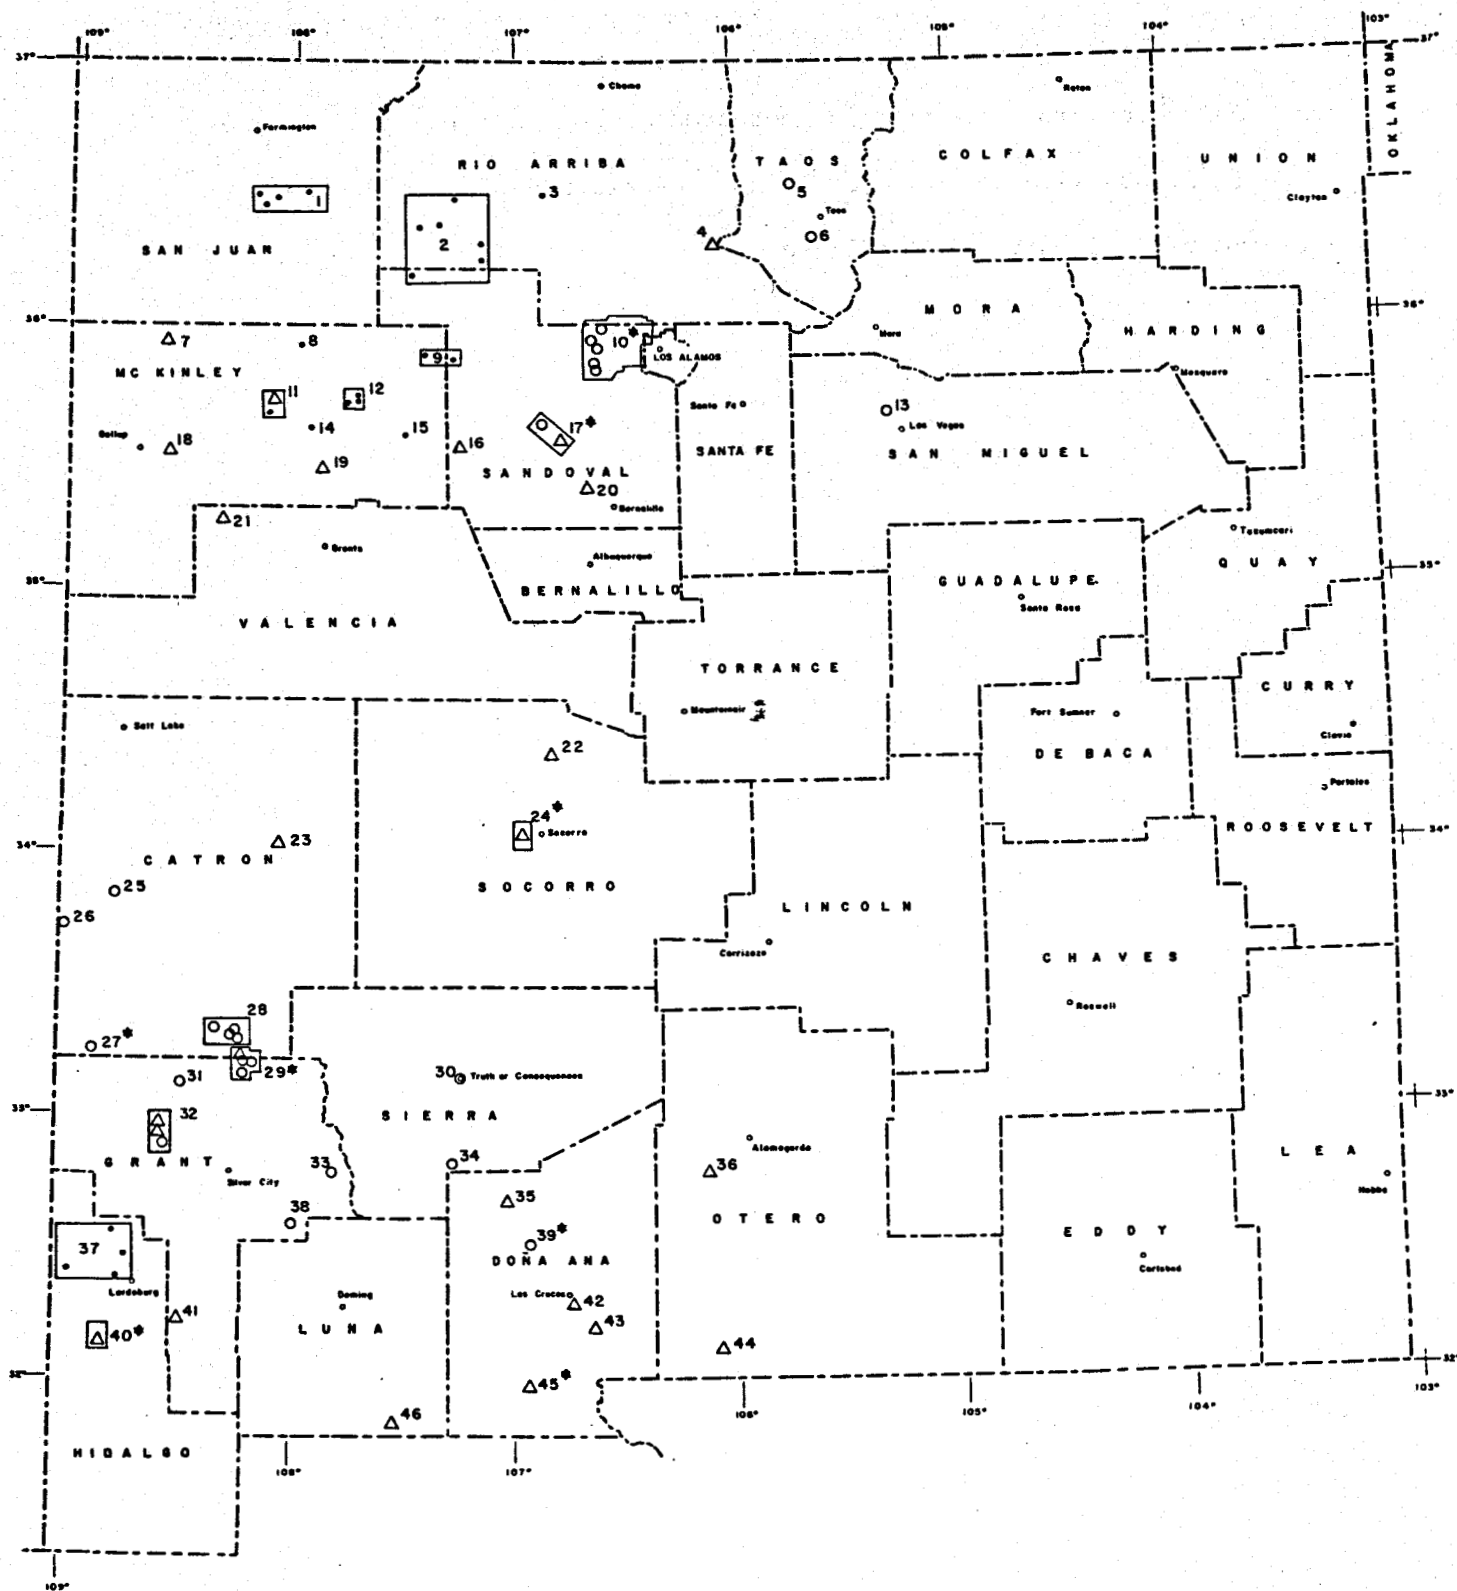 109° 108° 107° 106° 105° 104° 103°
37° 37°
OKLAHOMA
Chama
Raton
Farmington
RIO ARRIBA
TAOS
COLFAX
UNION
1
3
5
Taos
Clayton
2
4
6
SAN JUAN
36° 36°
MORA
HARDING
Mora
7
8
9
10*
LOS ALAMOS
MC KINLEY
Mosquero
11
12
Santa Fe
13
Las Vegas
14
15
17*
Gallup
18
16
SANTA FE
SAN MIGUEL
19
SANDOVAL
20
Bernalillo
21
Tucumcari
Grants
Albuquerque
QUAY
35° 35°
BERNALILLO
GUADALUPE
Santa Rosa
VALENCIA
TORRANCE
CURRY
Salt Lake
Mountainair
Fort Sumner
Clovis
22
DE BACA
Portales
24*
Socorro
ROOSEVELT
34° 34°
23
CATRON
25
SOCORRO
26
LINCOLN
Carrizozo
CHAVES
28
Roswell
27*
29*
31
30
Truth or Consequences
33° 33°
32
SIERRA
Alamogordo
GRANT
LEA
33
34
36
Silver City
Hobbs
35
38
OTERO
37
39*
EDDY
DOÑA ANA
Carlsbad
Lordsburg
Deming
Las Cruces
42
41
43
40*
LUNA
44
32° 32°
45*
46
106° 105° 104° 103°
HIDALGO
108° 107°
109°